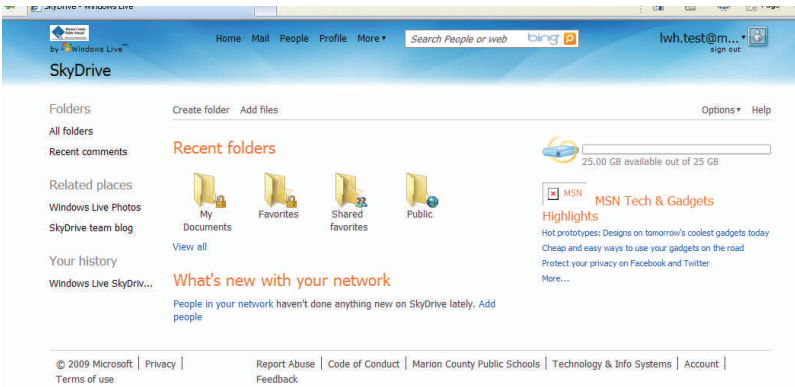 SkyDrive - Windows Live
Page
Marion County
Public Schools
by Windows Live™
Home Mail People Profile More
Search People or web bing
lwh.test@m...
sign out
SkyDrive
Folders
All folders
Recent comments
Related places
Windows Live Photos
SkyDrive team blog
Your history
Windows Live SkyDriv...
Create folder Add files
Options Help
Recent folders
My
Documents
Favorites
Shared
favorites
Public
View all
What's new with your network
People in your network haven't done anything new on SkyDrive lately. Add
people
25.00 GB available out of 25 GB
MSN
MSN Tech & Gadgets
Highlights
Hot prototypes: Designs on tomorrow's coolest gadgets today
Cheap and easy ways to use your gadgets on the road
Protect your privacy on Facebook and Twitter
More...
© 2009 Microsoft | Privacy |
Terms of use
Report Abuse | Code of Conduct | Marion County Public Schools | Technology & Info Systems | Account |
Feedback